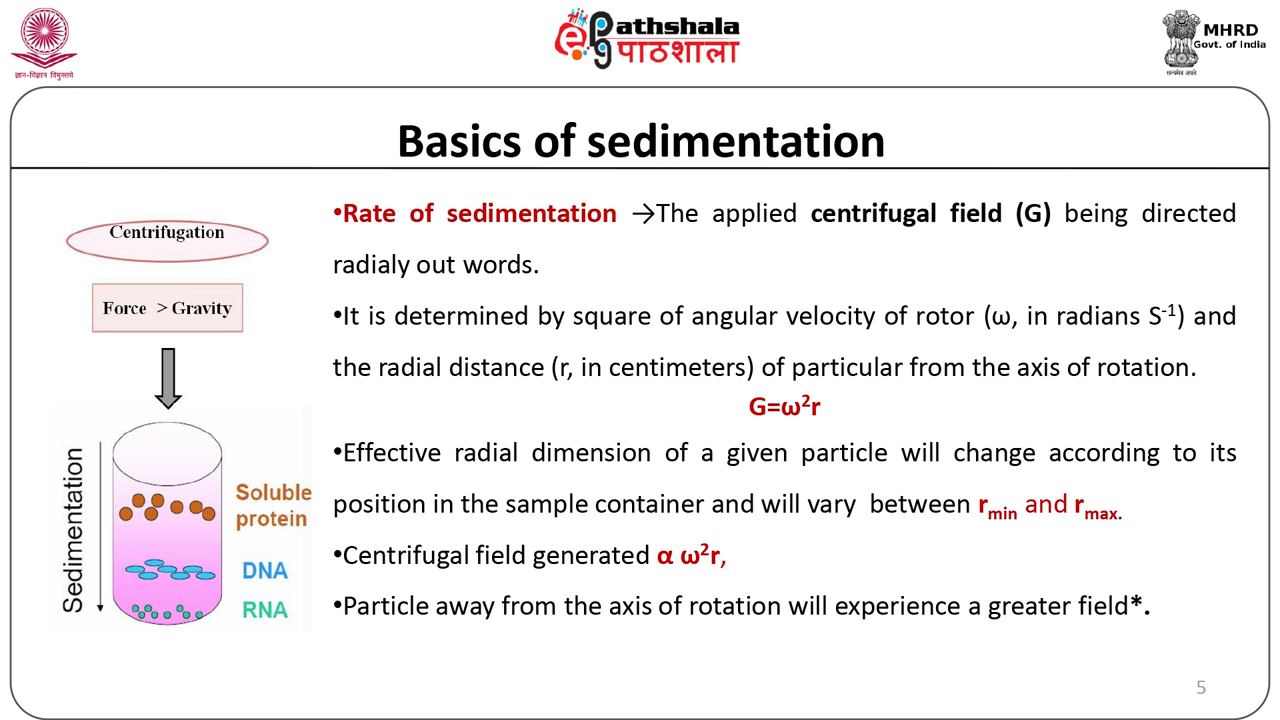 ज्ञान-विज्ञान विमुक्तये
ePathshala
पाठशाला
MHRD
Govt. of India
सत्यमेव जयते
Basics of sedimentation
Centrifugation
Force > Gravity
Sedimentation
Soluble
protein
DNA
RNA
•Rate of sedimentation →The applied centrifugal field (G) being directed
radialy out words.
•It is determined by square of angular velocity of rotor (ω, in radians S⁻¹) and
the radial distance (r, in centimeters) of particular from the axis of rotation.
G=ω²r
•Effective radial dimension of a given particle will change according to its
position in the sample container and will vary between rmin and rmax.
•Centrifugal field generated α ω²r,
•Particle away from the axis of rotation will experience a greater field*.
5